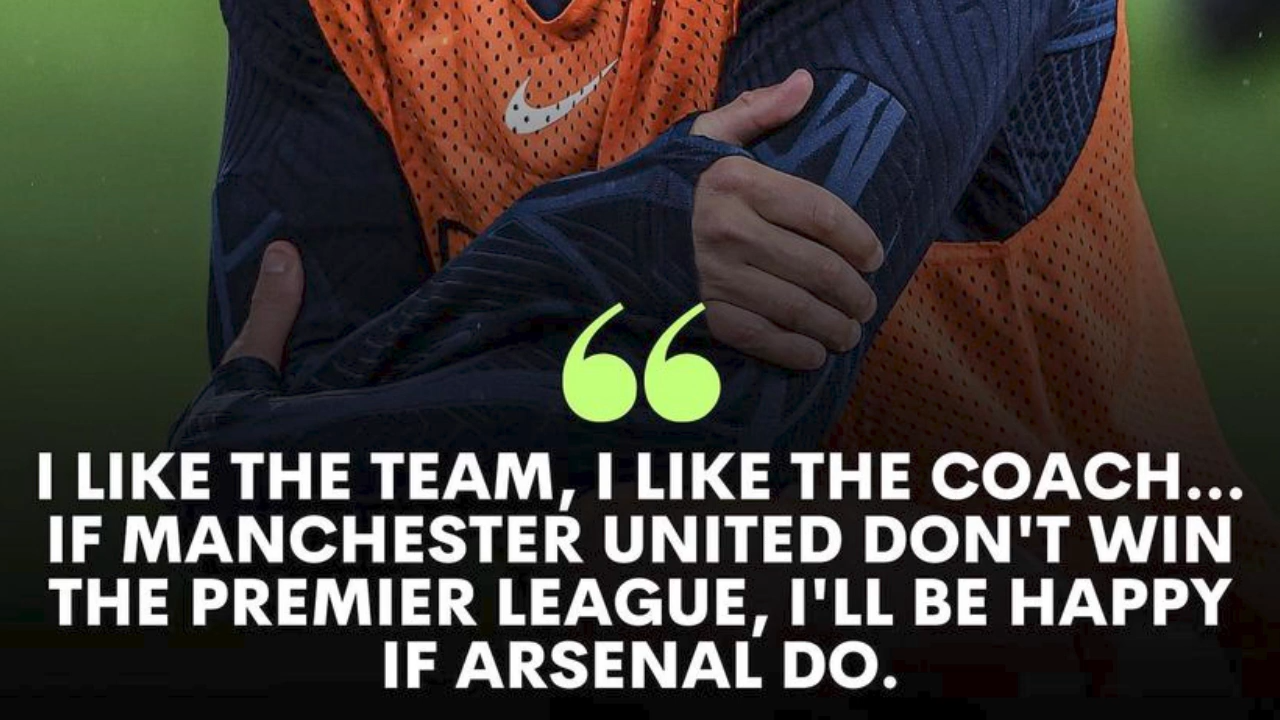 I LIKE THE TEAM, I LIKE THE COACH...
IF MANCHESTER UNITED DON'T WIN
THE PREMIER LEAGUE, I'LL BE HAPPY
IF ARSENAL DO.